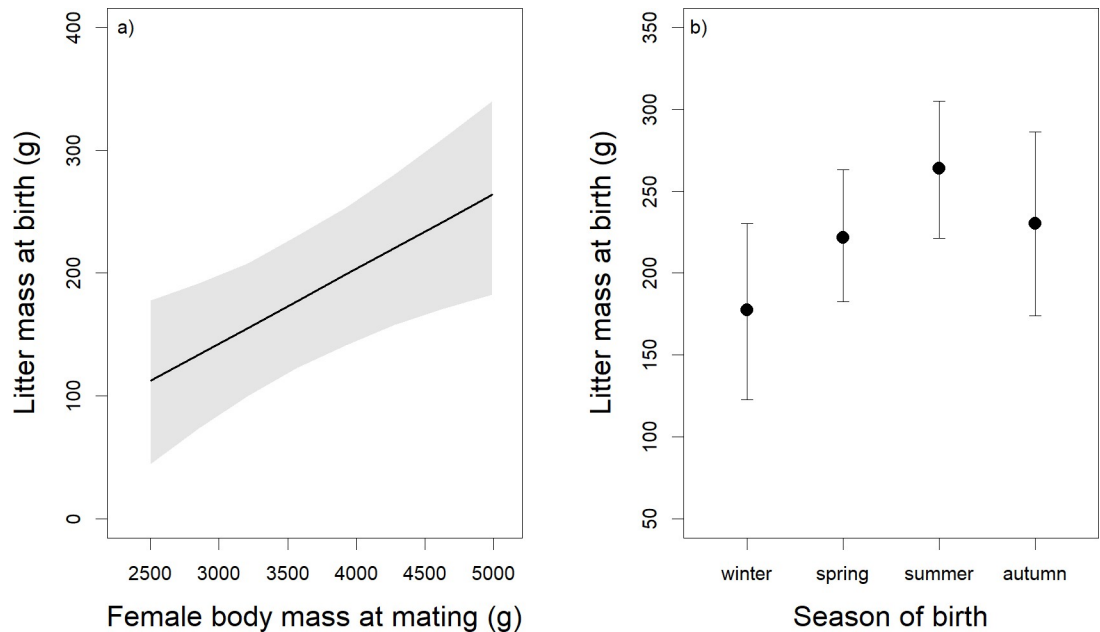 a)
Litter mass at birth (g)
400
300
200
100
0
2500 3000 3500 4000 4500 5000
Female body mass at mating (g)
b)
Litter mass at birth (g)
350
300
250
200
150
100
50
winter spring summer autumn
Season of birth